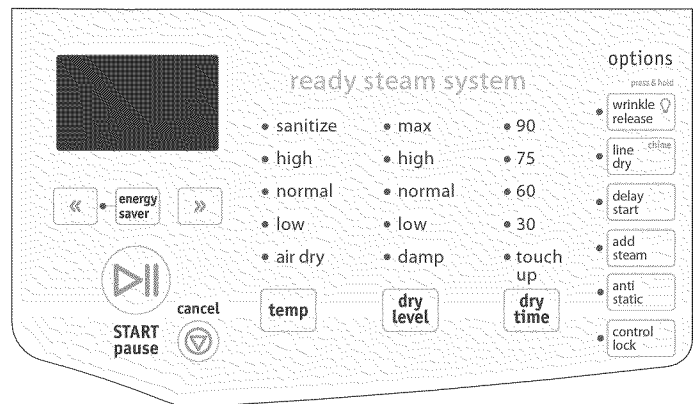 options
press & hold
ready steam system
wrinkle
release
sanitize
max
90
line
dry
chime
high
high
75
normal
normal
60
delay
start
energy
saver
low
low
30
add
steam
air dry
damp
touch
up
anti
static
temp
dry
level
dry
time
cancel
START
pause
control
lock